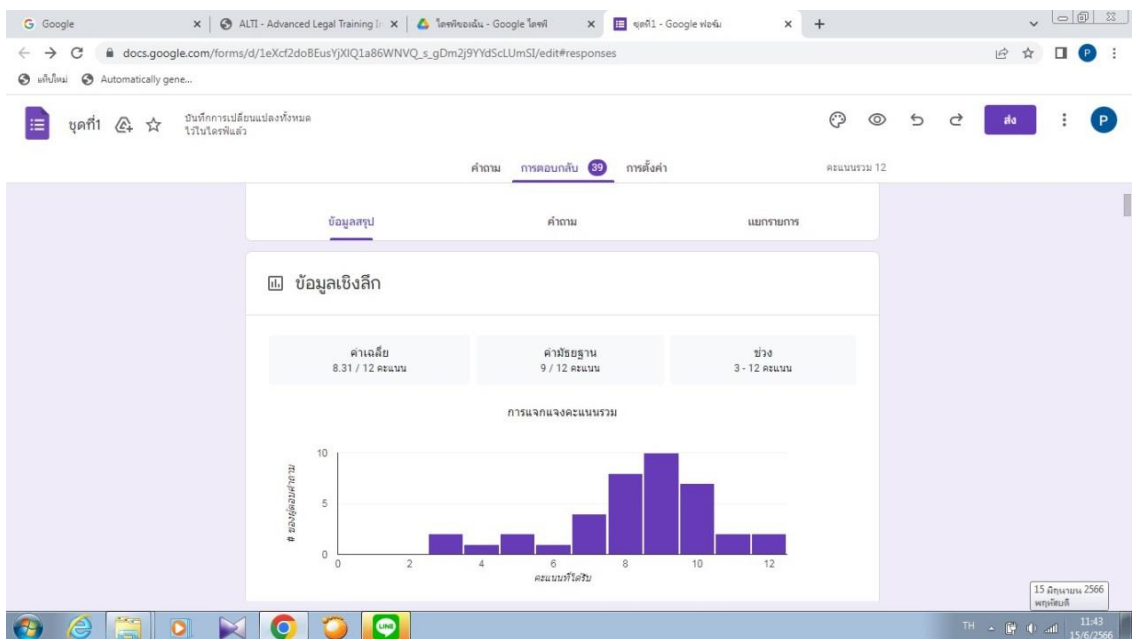 Google
ALTI - Advanced Legal Training Ir
ไดรฟ์ของฉัน - Google ไดรฟ์
ชุดที่1 - Google ฟอร์ม
docs.google.com/forms/d/1eXcf2doBEusYjXIQ1a86WNVQ_s_gDm2j9YYdScLUmSI/edit#responses
P
แท็บใหม่
Automatically gene...
ชุดที่1
บันทึกการเปลี่ยนแปลงทั้งหมด
ไว้ในไดรฟ์แล้ว
ส่ง
P
คำถาม
การตอบกลับ 39
การตั้งค่า
คะแนนรวม 12
ข้อมูลสรุป
คำถาม
แยกรายการ
ข้อมูลเชิงลึก
ค่าเฉลี่ย
8.31 / 12 คะแนน
ค่ามัธยฐาน
9 / 12 คะแนน
ช่วง
3 - 12 คะแนน
การแจกแจงคะแนนรวม
# ของผู้ตอบคำถาม
10
5
0
0 2 4 6 8 10 12
คะแนนที่ได้รับ
15 มิถุนายน 2566
พฤหัสบดี
LINE
TH
11:43
15/6/2566